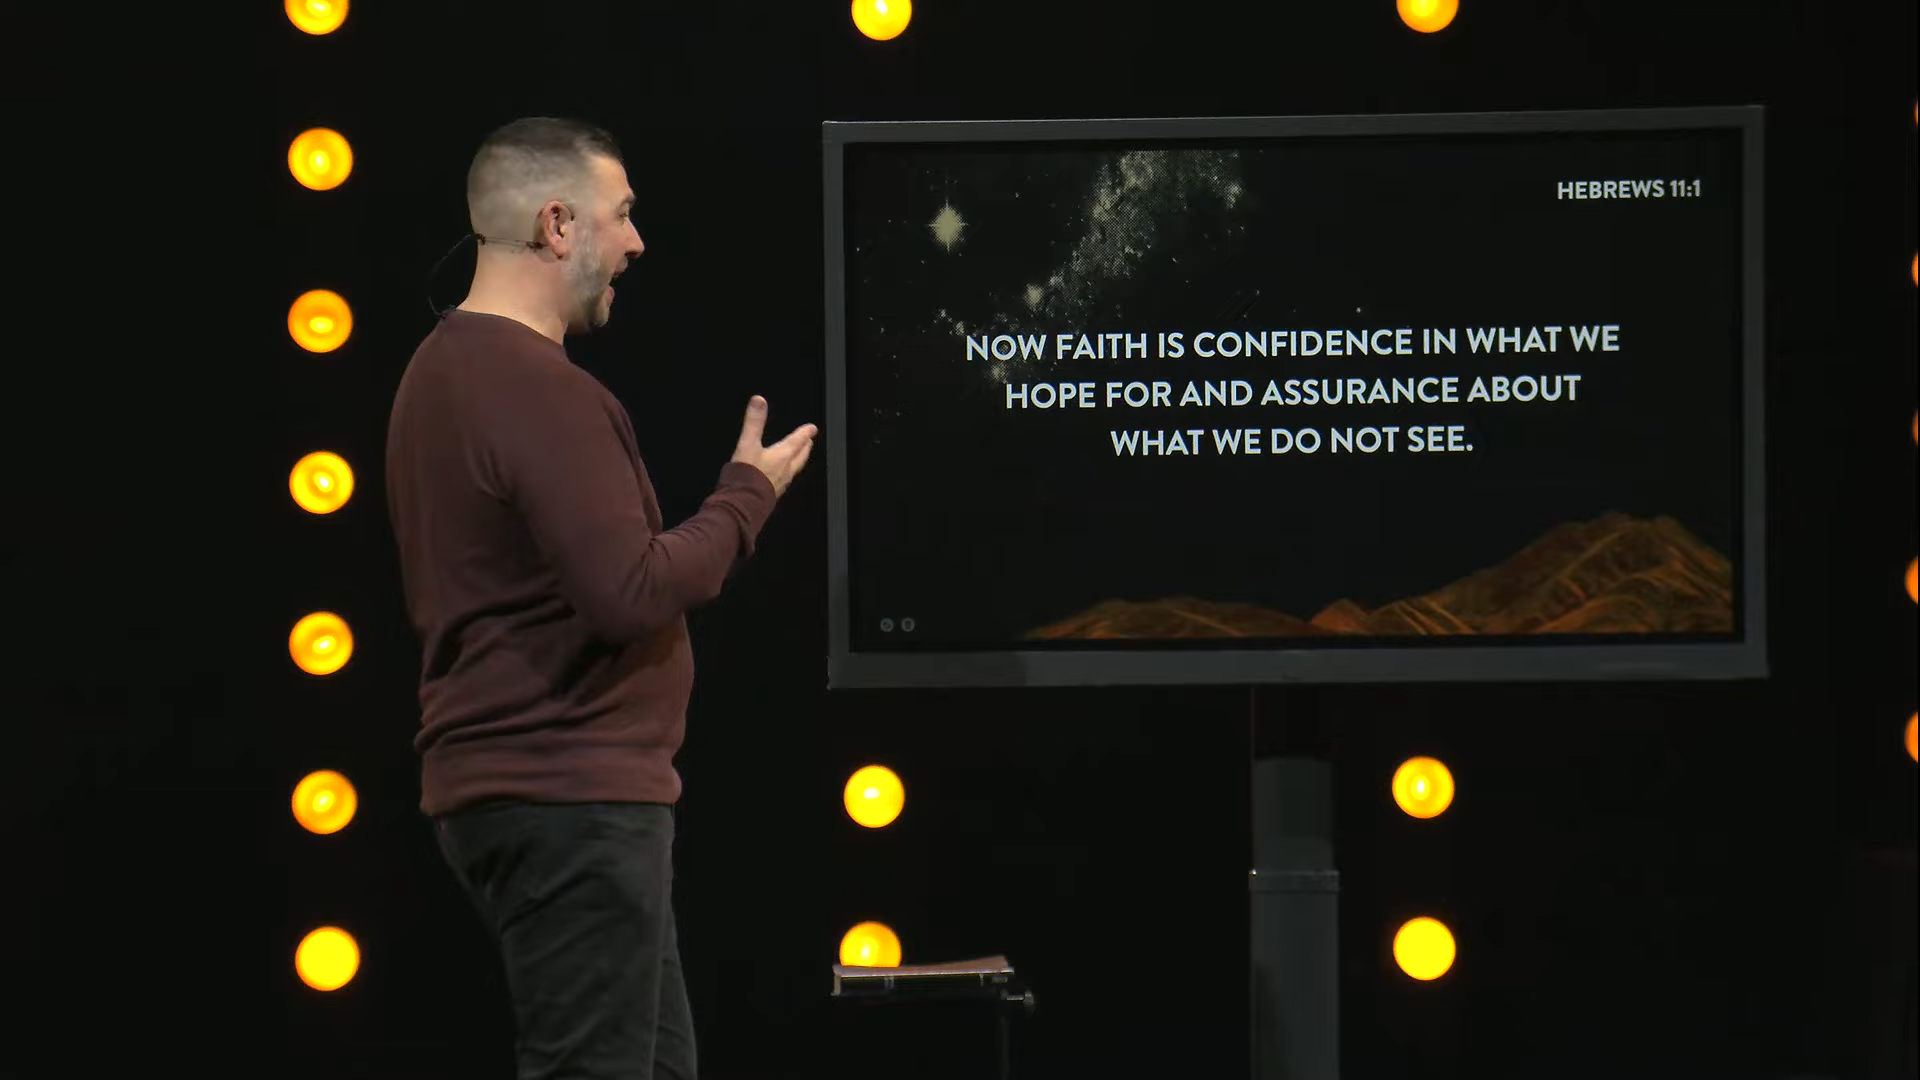 HEBREWS 11:1
NOW FAITH IS CONFIDENCE IN WHAT WE
HOPE FOR AND ASSURANCE ABOUT
WHAT WE DO NOT SEE.